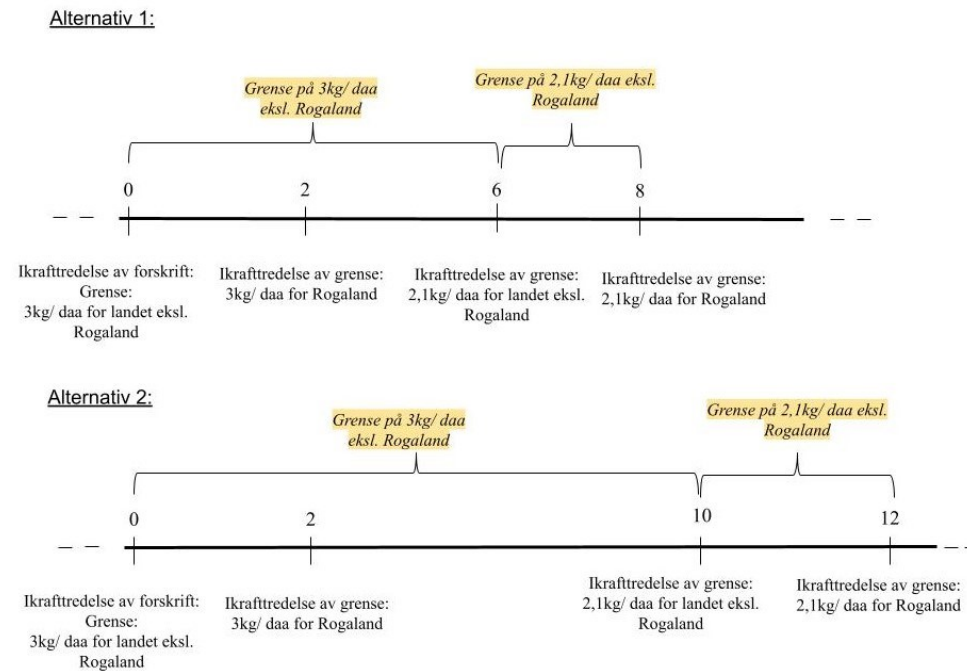 Alternativ 1:
Grense på 3kg/ daa
eksl. Rogaland
Grense på 2,1kg/ daa eksl.
Rogaland
0
2
6
8
Ikrafttredelse av forskrift:
Grense:
3kg/ daa for landet eksl.
Rogaland
Ikrafttredelse av grense:
3kg/ daa for Rogaland
Ikrafttredelse av grense:
2,1kg/ daa for landet eksl.
Rogaland
Ikrafttredelse av grense:
2,1kg/ daa for Rogaland
Alternativ 2:
Grense på 3kg/ daa
eksl. Rogaland
Grense på 2,1kg/ daa eksl.
Rogaland
0
2
10
12
Ikrafttredelse av forskrift:
Grense:
3kg/ daa for landet eksl.
Rogaland
Ikrafttredelse av grense:
3kg/ daa for Rogaland
Ikrafttredelse av grense:
2,1kg/ daa for landet eksl.
Rogaland
Ikrafttredelse av grense:
2,1kg/ daa for Rogaland